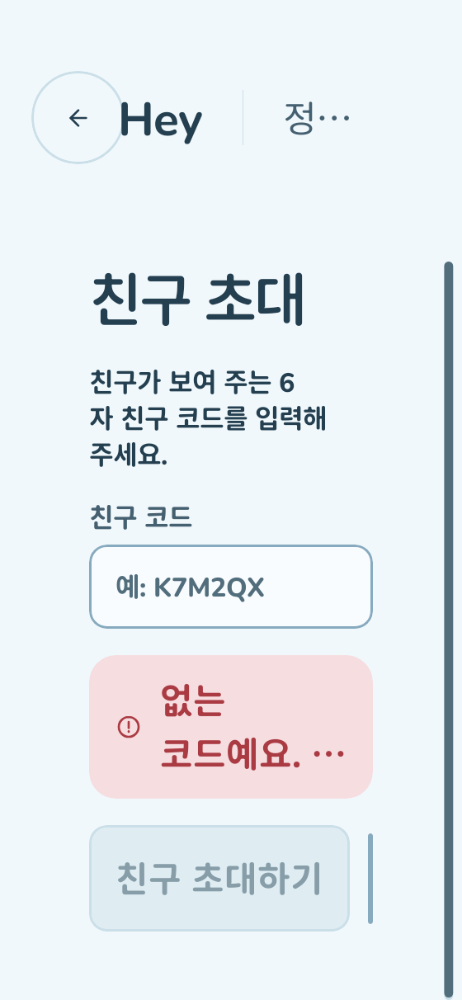 Hey
정…
친구 초대
친구가 보여 주는 6
자 친구 코드를 입력해
주세요.
친구 코드
예: K7M2QX
없는
코드예요. …
친구 초대하기